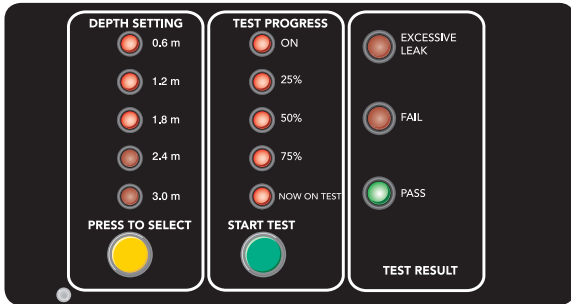 DEPTH SETTING
0.6 m
1.2 m
1.8 m
2.4 m
3.0 m
PRESS TO SELECT
TEST PROGRESS
ON
25%
50%
75%
NOW ON TEST
START TEST
EXCESSIVE
LEAK
FAIL
PASS
TEST RESULT